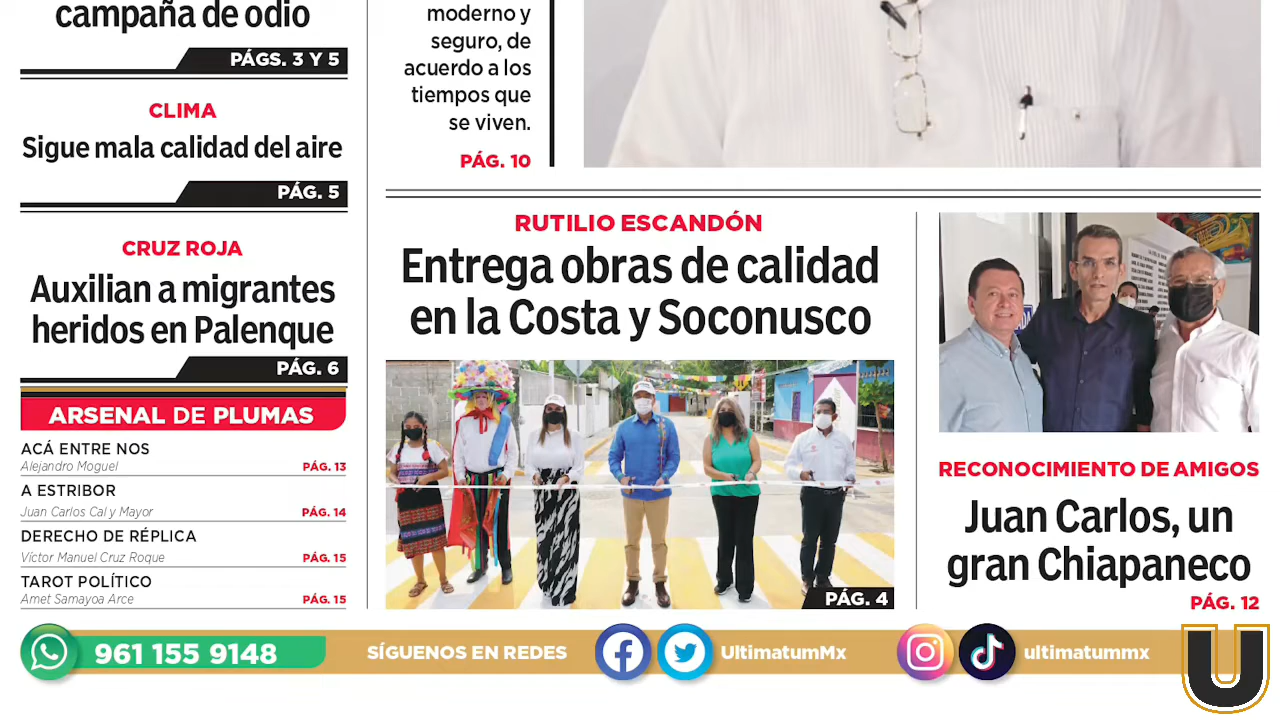 campaña de odio
PÁGS. 3 Y 5
CLIMA
Sigue mala calidad del aire
PÁG. 5
CRUZ ROJA
Auxilian a migrantes
heridos en Palenque
PÁG. 6
ARSENAL DE PLUMAS
ACÁ ENTRE NOS
Alejandro Moguel
PÁG. 13
A ESTRIBOR
Juan Carlos Cal y Mayor
PÁG. 14
DERECHO DE RÉPLICA
Víctor Manuel Cruz Roque
PÁG. 15
TAROT POLÍTICO
Amet Samayoa Arce
PÁG. 15
moderno y
seguro, de
acuerdo a los
tiempos que
se viven.
PÁG. 10
RUTILIO ESCANDÓN
Entrega obras de calidad
en la Costa y Soconusco
PÁG. 4
RECONOCIMIENTO DE AMIGOS
Juan Carlos, un
gran Chiapaneco
PÁG. 12
961 155 9148
SÍGUENOS EN REDES
UltimatumMx
ultimatummx
U